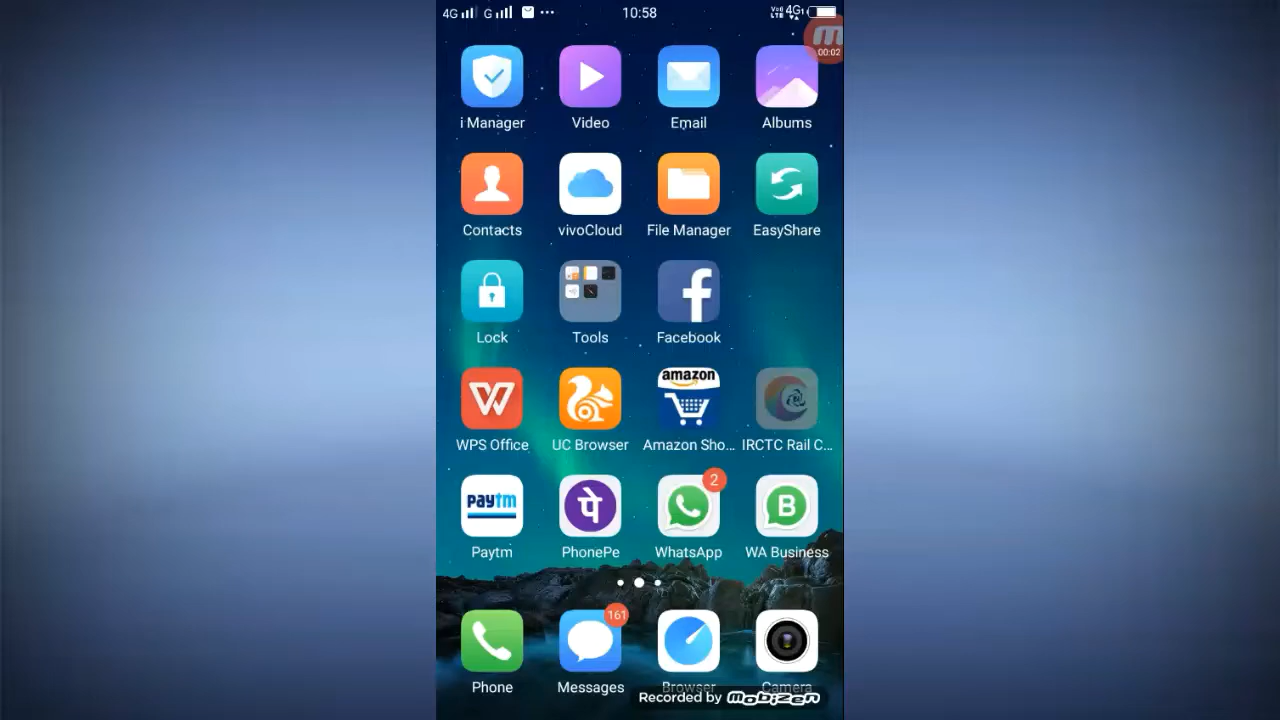 4G G 10:58 4G
00:02
i Manager Video Email Albums
Contacts vivoCloud File Manager EasyShare
Lock Tools Facebook
amazon
WPS Office UC Browser Amazon Sho... IRCTC Rail C...
2
paytm पे B
Paytm PhonePe WhatsApp WA Business
161
Phone Messages Browser Camera
Recorded by mobizen